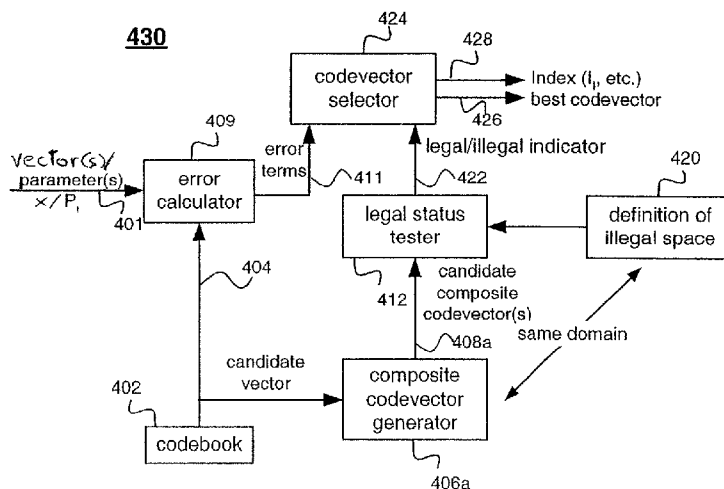 430
424
codevector
selector
428
Index (i₁, etc.)
best codevector
426
409
vector(s)/
parameter(s)
x/P₁
401
error
calculator
error
terms
411
legal/illegal indicator
422
420
legal status
tester
definition of
illegal space
404
412
candidate
composite
codevector(s)
408a
same domain
candidate
vector
402
codebook
composite
codevector
generator
406a